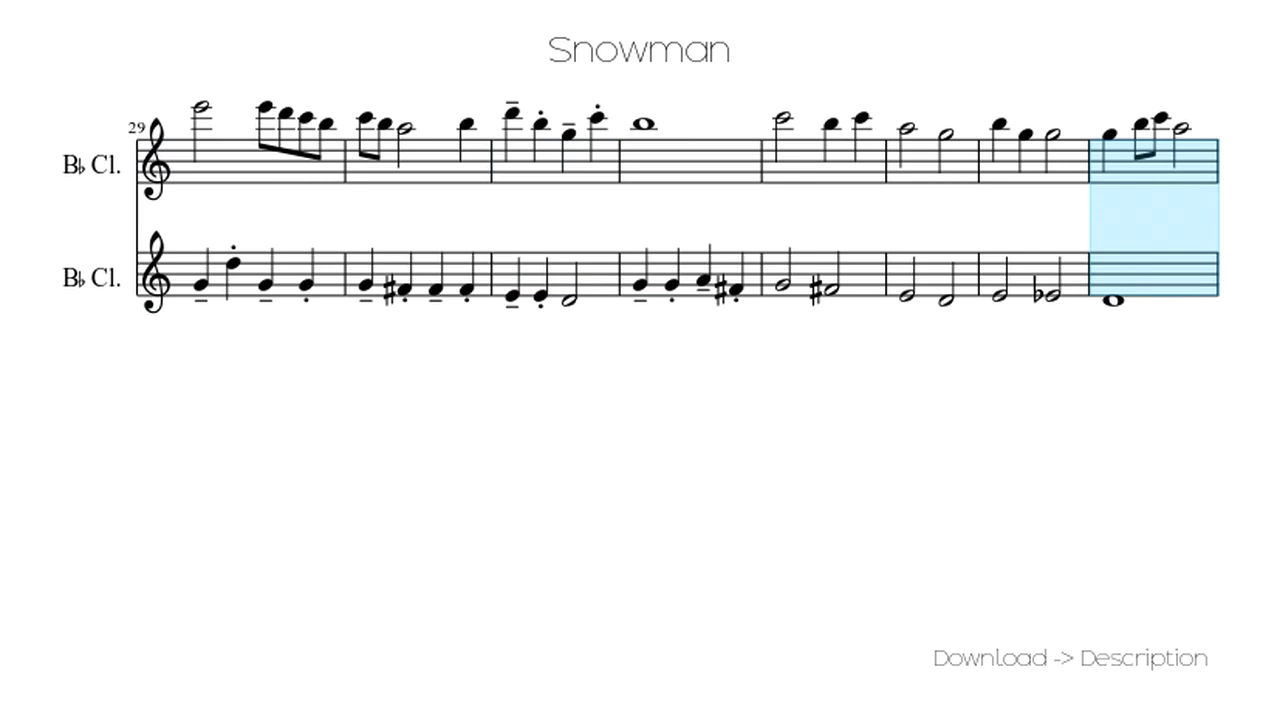 Snowman
29
B♭ Cl.
B♭ Cl.
Download -> Description